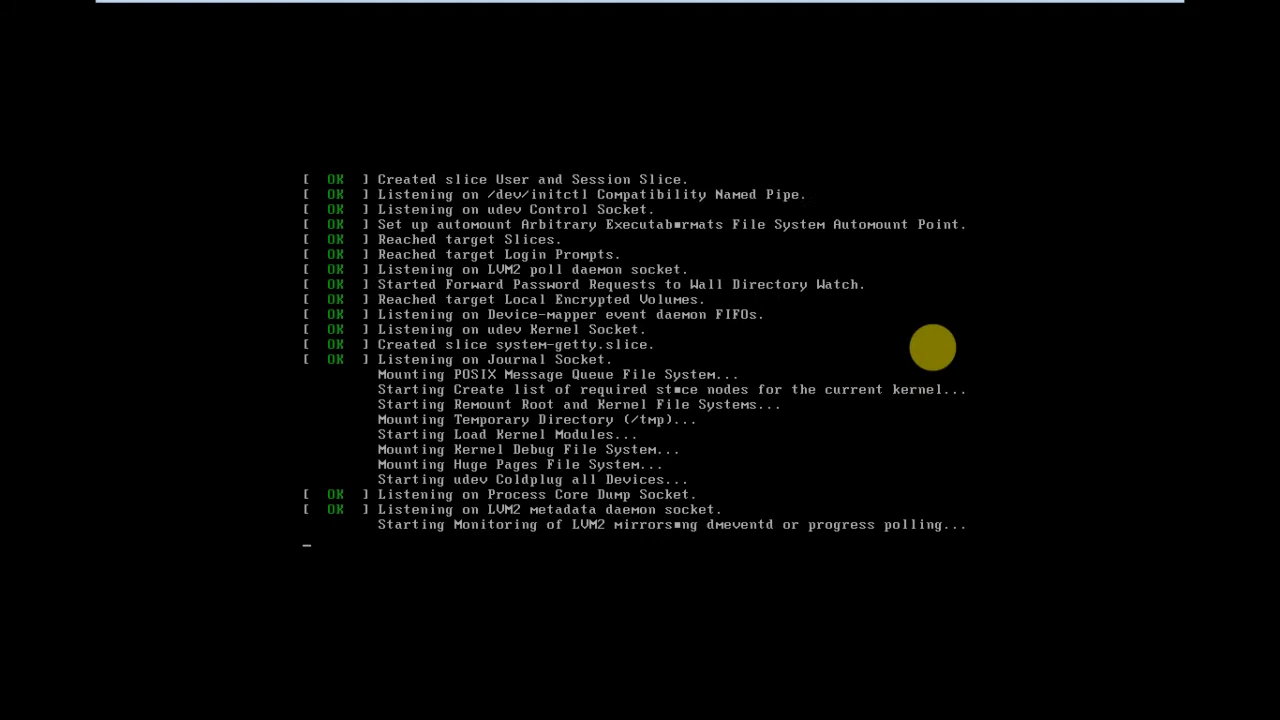 [  OK  ] Created slice User and Session Slice.
[  OK  ] Listening on /dev/initctl Compatibility Named Pipe.
[  OK  ] Listening on udev Control Socket.
[  OK  ] Set up automount Arbitrary Executab■rmats File System Automount Point.
[  OK  ] Reached target Slices.
[  OK  ] Reached target Login Prompts.
[  OK  ] Listening on LVM2 poll daemon socket.
[  OK  ] Started Forward Password Requests to Wall Directory Watch.
[  OK  ] Reached target Local Encrypted Volumes.
[  OK  ] Listening on Device-mapper event daemon FIFOs.
[  OK  ] Listening on udev Kernel Socket.
[  OK  ] Created slice system-getty.slice.
[  OK  ] Listening on Journal Socket.
Mounting POSIX Message Queue File System...
Starting Create list of required st■ce nodes for the current kernel...
Starting Remount Root and Kernel File Systems...
Mounting Temporary Directory (/tmp)...
Starting Load Kernel Modules...
Mounting Kernel Debug File System...
Mounting Huge Pages File System...
Starting udev Coldplug all Devices...
[  OK  ] Listening on Process Core Dump Socket.
[  OK  ] Listening on LVM2 metadata daemon socket.
Starting Monitoring of LVM2 mirrors■ng dmeventd or progress polling...
_